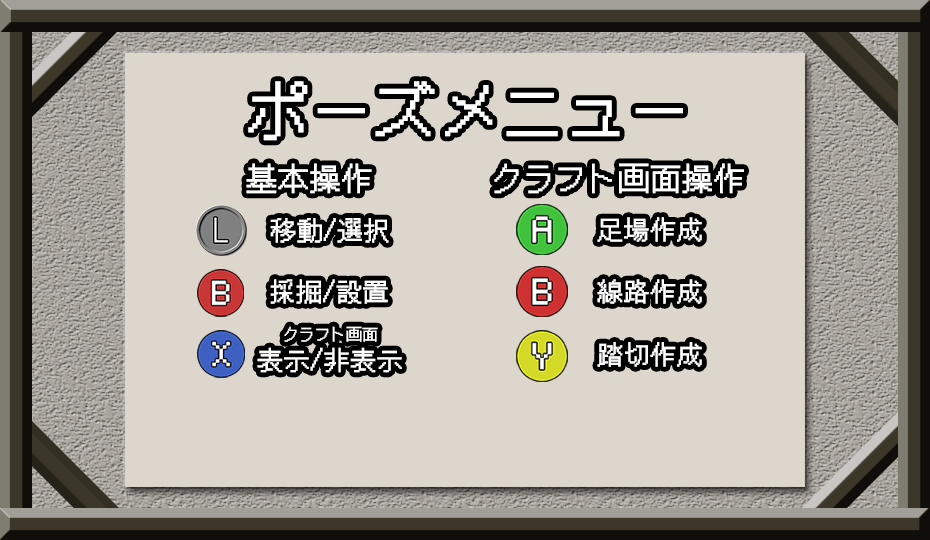 ポーズメニュー
基本操作
L 移動/選択
B 採掘/設置
クラフト画面
X 表示/非表示
クラフト画面操作
A 足場作成
B 線路作成
Y 踏切作成